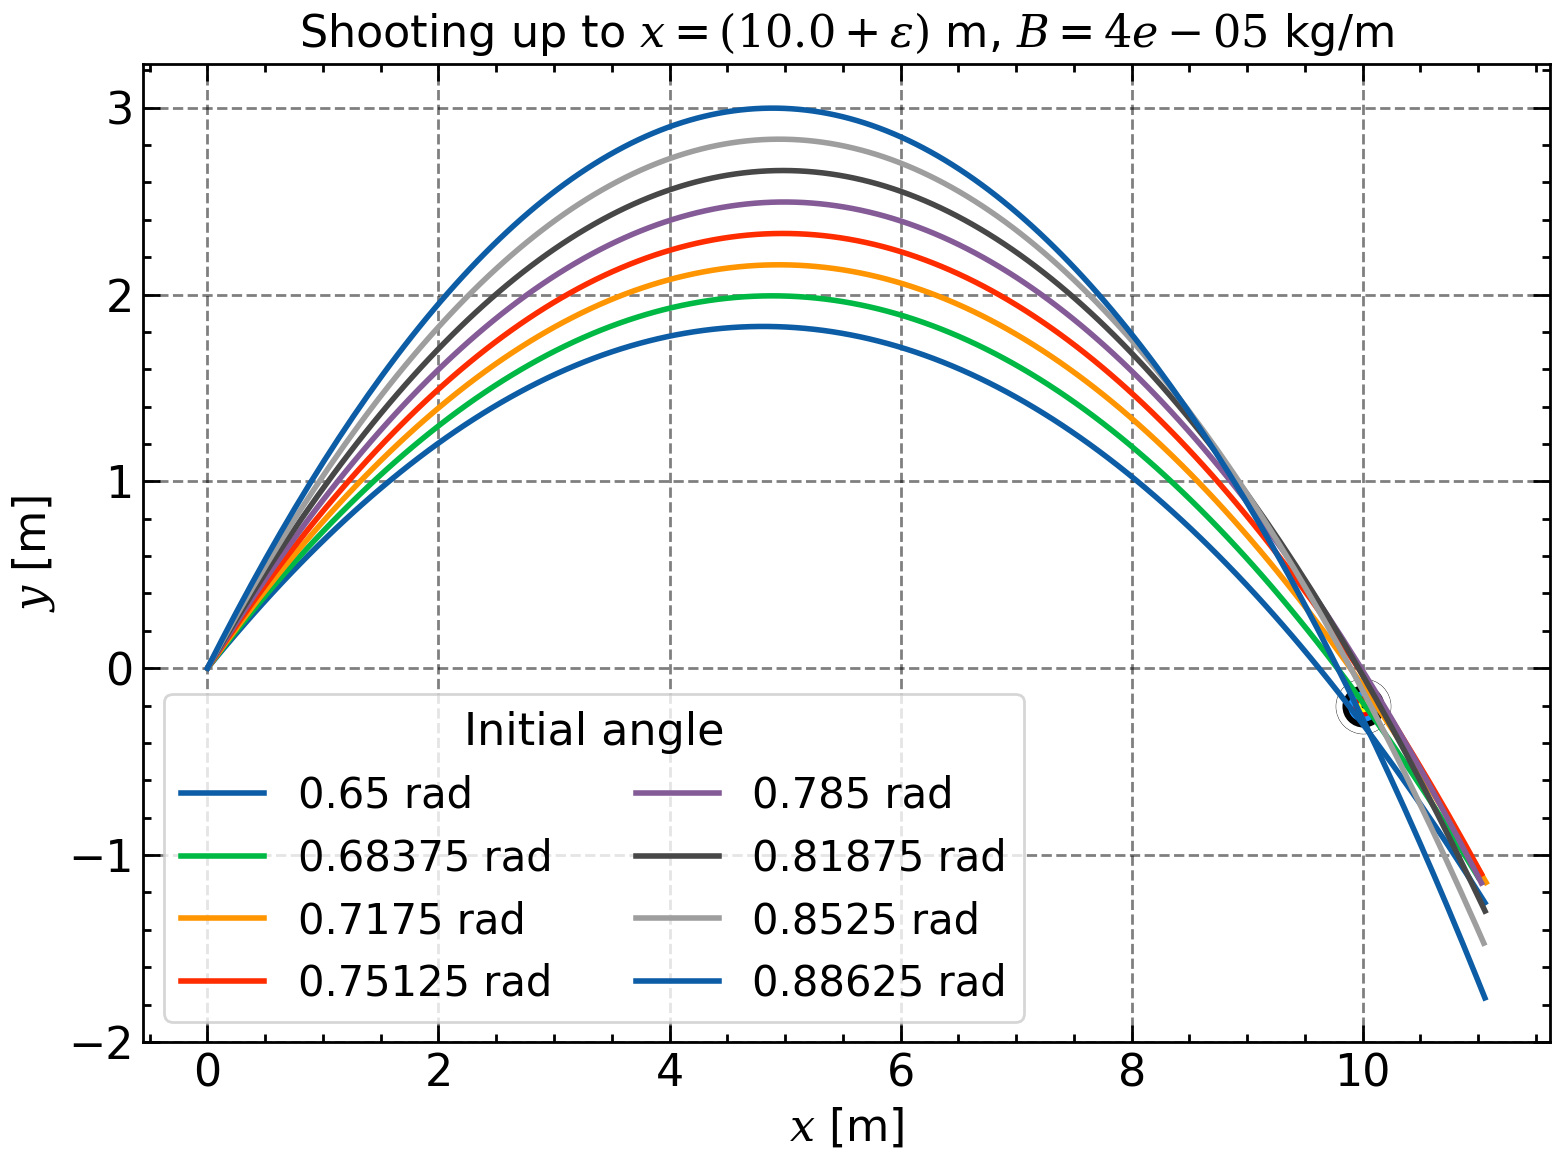 Shooting up to x = (10.0 + ε) m, B = 4e − 05 kg/m
3
2
1
0
−1
−2
y [m]
Initial angle
0.65 rad
0.68375 rad
0.7175 rad
0.75125 rad
0.785 rad
0.81875 rad
0.8525 rad
0.88625 rad
0 2 4 6 8 10
x [m]